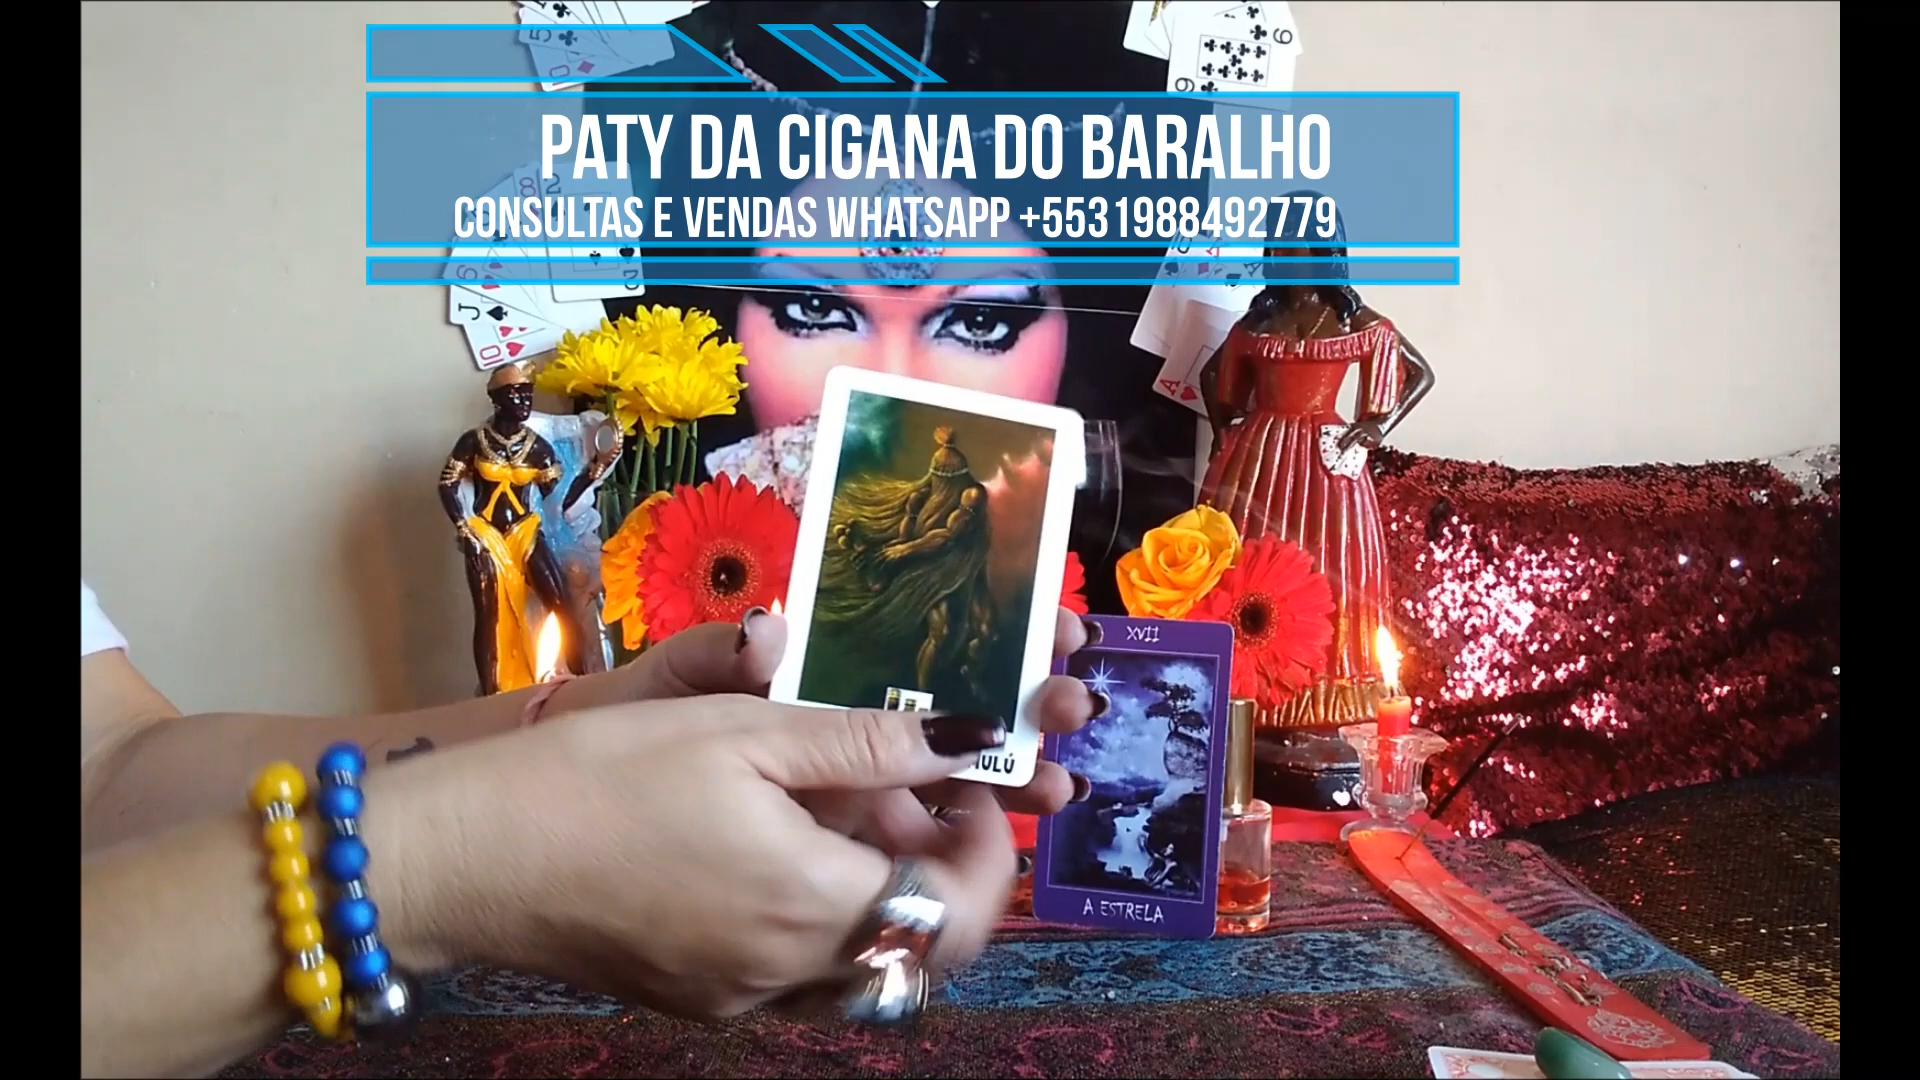 PATY DA CIGANA DO BARALHO
CONSULTAS E VENDAS WHATSAPP +5531988492779
XVII
A ESTRELA